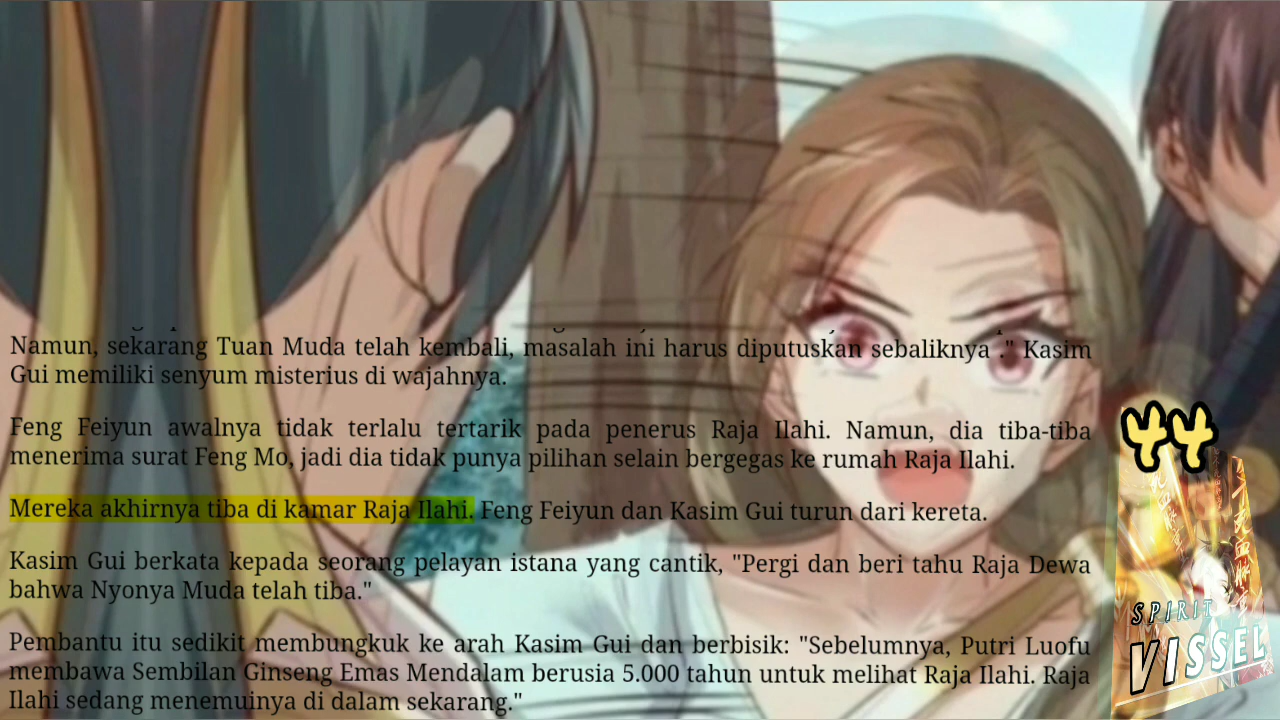 Namun, sekarang Tuan Muda telah kembali, masalah ini harus diputuskan sebaliknya ." Kasim
Gui memiliki senyum misterius di wajahnya.
Feng Feiyun awalnya tidak terlalu tertarik pada penerus Raja Ilahi. Namun, dia tiba-tiba
menerima surat Feng Mo, jadi dia tidak punya pilihan selain bergegas ke rumah Raja Ilahi.
Mereka akhirnya tiba di kamar Raja Ilahi. Feng Feiyun dan Kasim Gui turun dari kereta.
Kasim Gui berkata kepada seorang pelayan istana yang cantik, "Pergi dan beri tahu Raja Dewa
bahwa Nyonya Muda telah tiba."
Pembantu itu sedikit membungkuk ke arah Kasim Gui dan berbisik: "Sebelumnya, Putri Luofu
membawa Sembilan Ginseng Emas Mendalam berusia 5.000 tahun untuk melihat Raja Ilahi. Raja
Ilahi sedang menemuinya di dalam sekarang."
44
SPIRIT
VISSEL